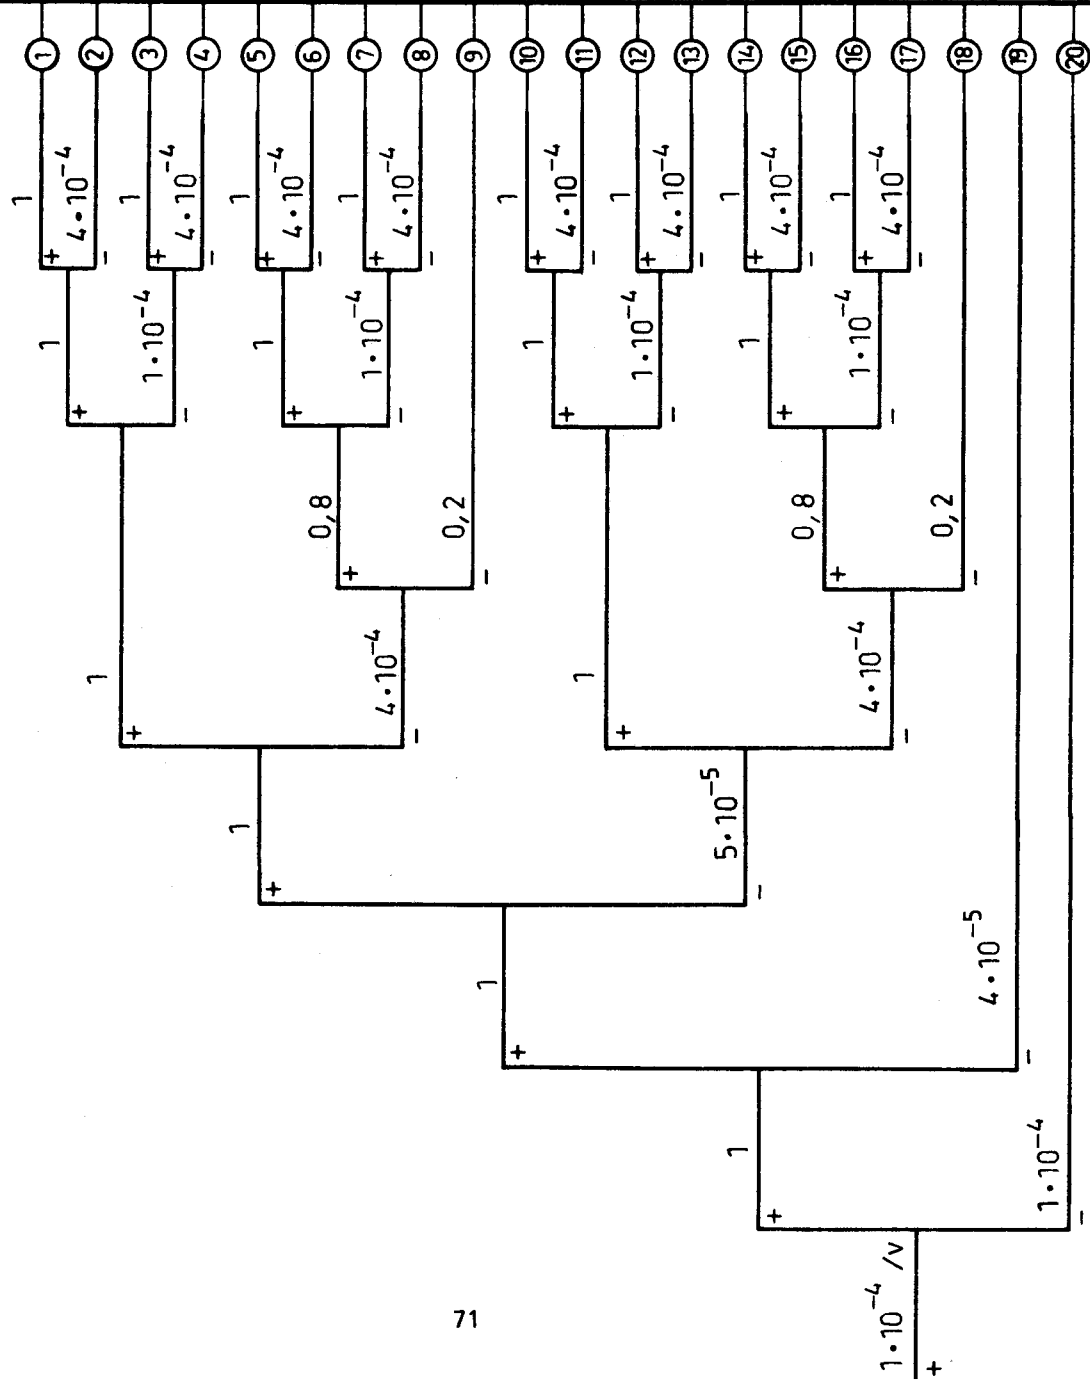 1 2 3 4 5 6 7 8 9 10 11 12 13 14 15 16 17 18 19 20
1 4·10⁻⁴ 1 4·10⁻⁴ 1 4·10⁻⁴ 1 4·10⁻⁴ 1 4·10⁻⁴ 1 4·10⁻⁴ 1 4·10⁻⁴ 1 4·10⁻⁴
+ − + − + − + − + − + − + − + −
1 1·10⁻⁴ 1 1·10⁻⁴ 1 1·10⁻⁴ 1 1·10⁻⁴
+ − + − + − + −
0,8 0,2 0,8 0,2
+ − + −
1 4·10⁻⁴ 1 4·10⁻⁴
+ − + −
1 5·10⁻⁵
+ −
1 4·10⁻⁵
+ −
1 1·10⁻⁴
+ −
1·10⁻⁴ /v
+
71